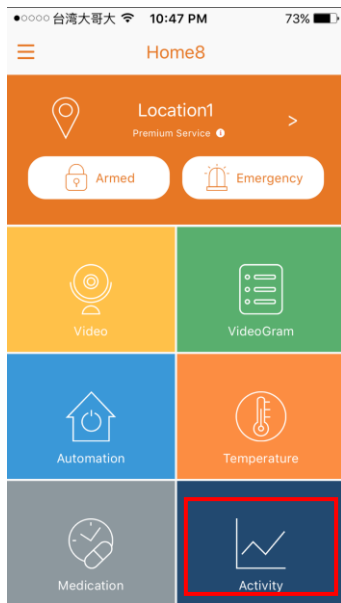 台湾大哥大 10:47 PM 73%
Home8
Location1
Premium Service
Armed Emergency
Video VideoGram
Automation Temperature
Medication Activity